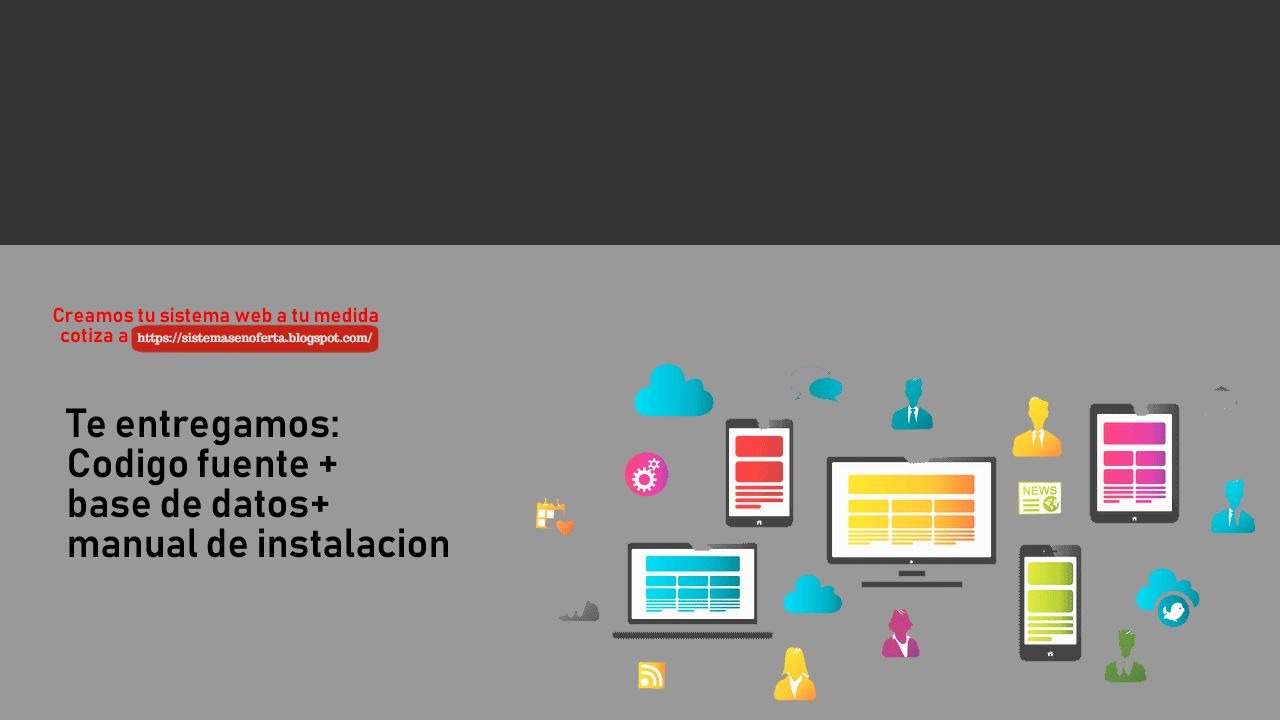 Creamos tu sistema web a tu medida
cotiza a https://sistemasenoferta.blogspot.com/
Te entregamos:
Codigo fuente +
base de datos+
manual de instalacion
NEWS